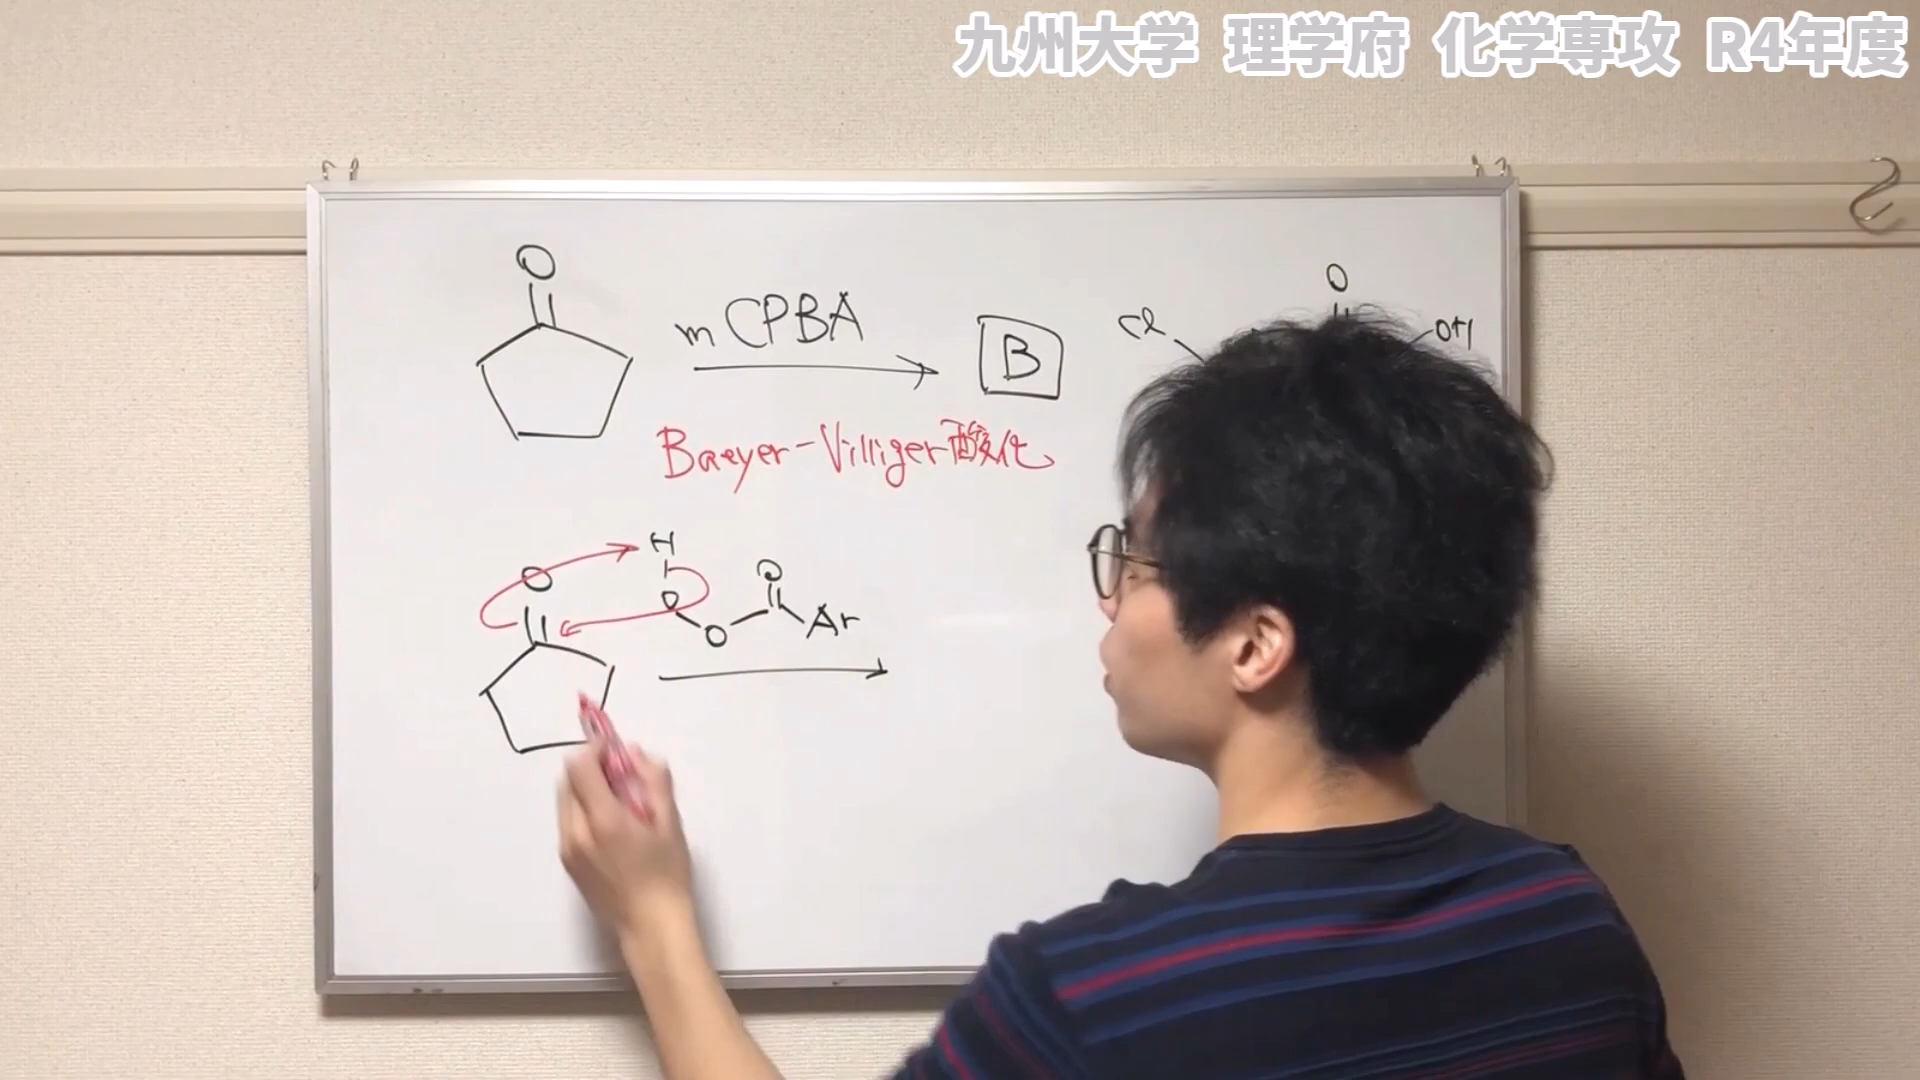 九州大学 理学府 化学専攻 R4年度
O
mCPBA
B
O
Cl
OH
Baeyer-Villiger酸化
H
O
O
O
O
Ar